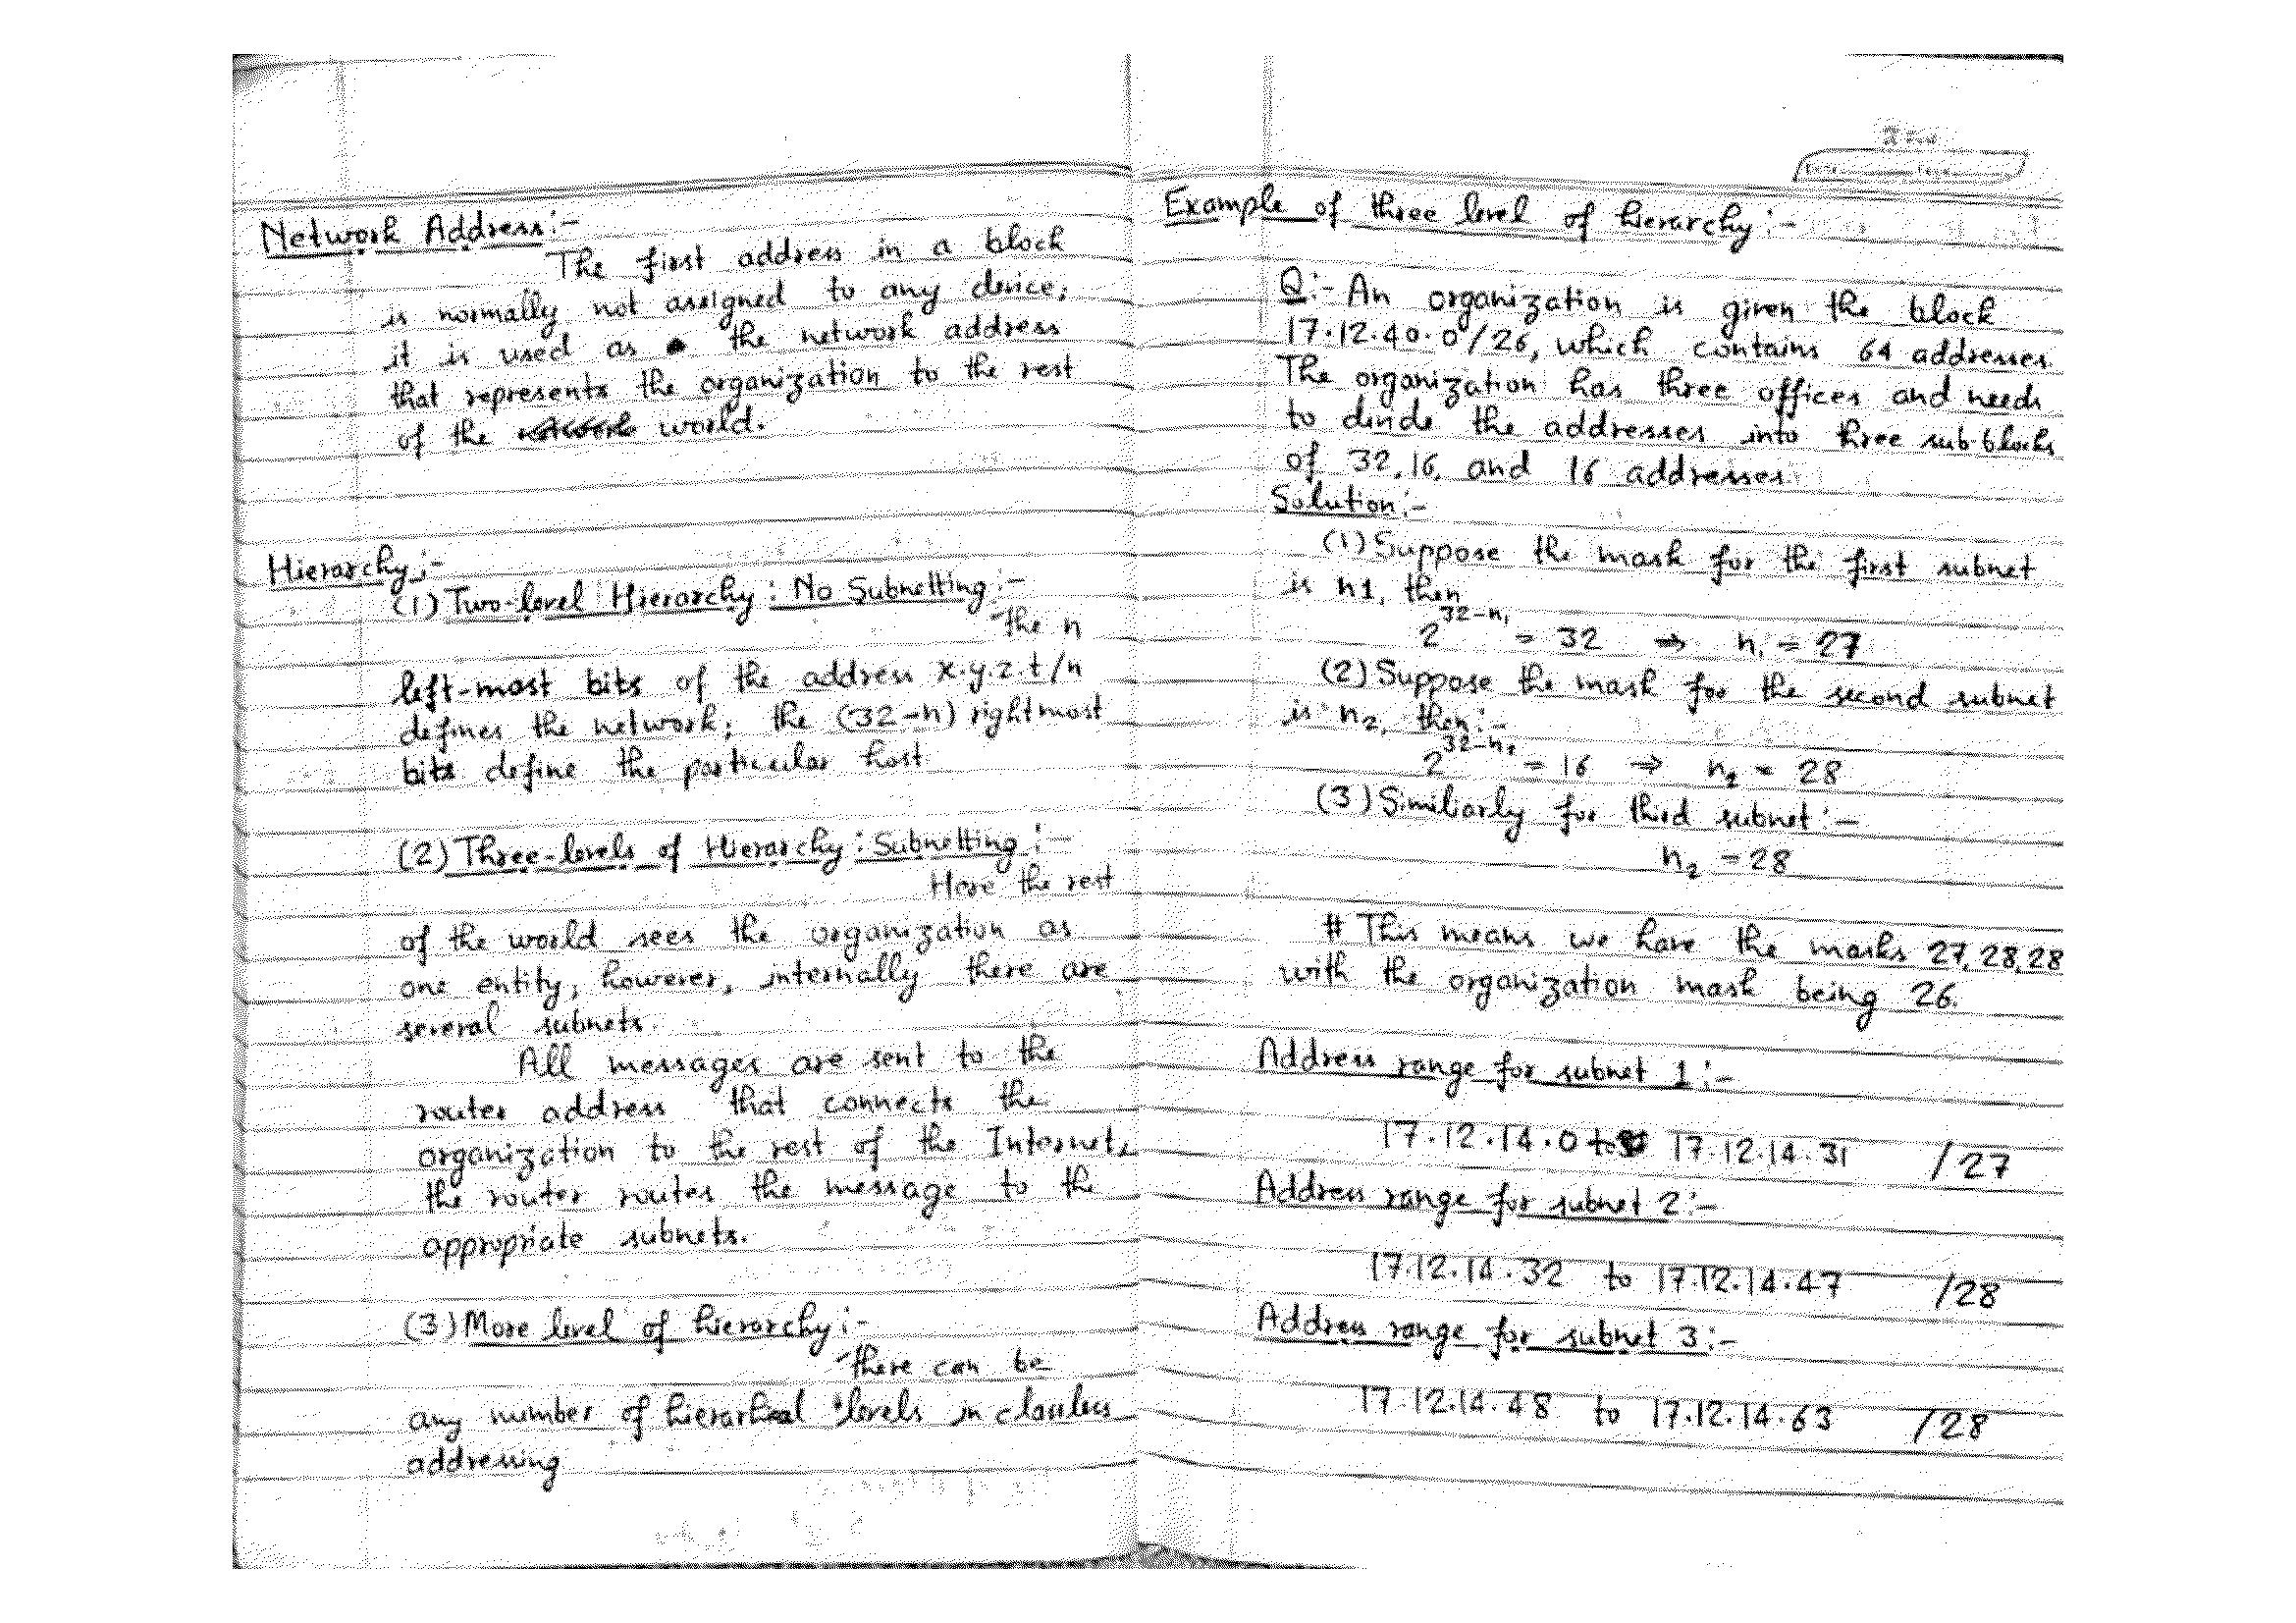 Network Address:-
The first address in a block
is normally not assigned to any device;
it is used as the network address
that represents the organization to the rest
of the world.
Hierarchy:-
(1) Two-level Hierarchy: No Subnetting:-
The n
left-most bits of the address x.y.z.t/n
defines the network; the (32-n) rightmost
bits define the particular host
(2) Three-levels of Hierarchy: Subnetting:-
Here the rest
of the world sees the organization as
one entity; however, internally there are
several subnets.
All messages are sent to the
router address that connects the
organization to the rest of the Internet,
the router routes the message to the
appropriate subnets.
(3) More level of hierarchy:-
There can be
any number of hierarhcal levels in classless
addressing
Example of three level of hierarchy:-
Q:- An organization is given the block
17.12.40.0/26, which contains 64 addresses.
The organization has three offices and needs
to divide the addresses into three sub-blocks
of 32, 16, and 16 addresses.
Solution:-
(1) Suppose the mask for the first subnet
is n1, then
2^32-n₁ = 32 ⇒ n₁ = 27
(2) Suppose the mask for the second subnet
is n₂, then:-
2^32-n₂ = 16 ⇒ n₂ = 28
(3) Similiarly for third subnet:-
n₂ = 28
# This means we have the masks 27, 28, 28
with the organization mask being 26.
Address range for subnet 1:-
17.12.14.0 to 17.12.14.31 /27
Address range for subnet 2:-
17.12.14.32 to 17.12.14.47 /28
Address range for subnet 3:-
17.12.14.48 to 17.12.14.63 /28